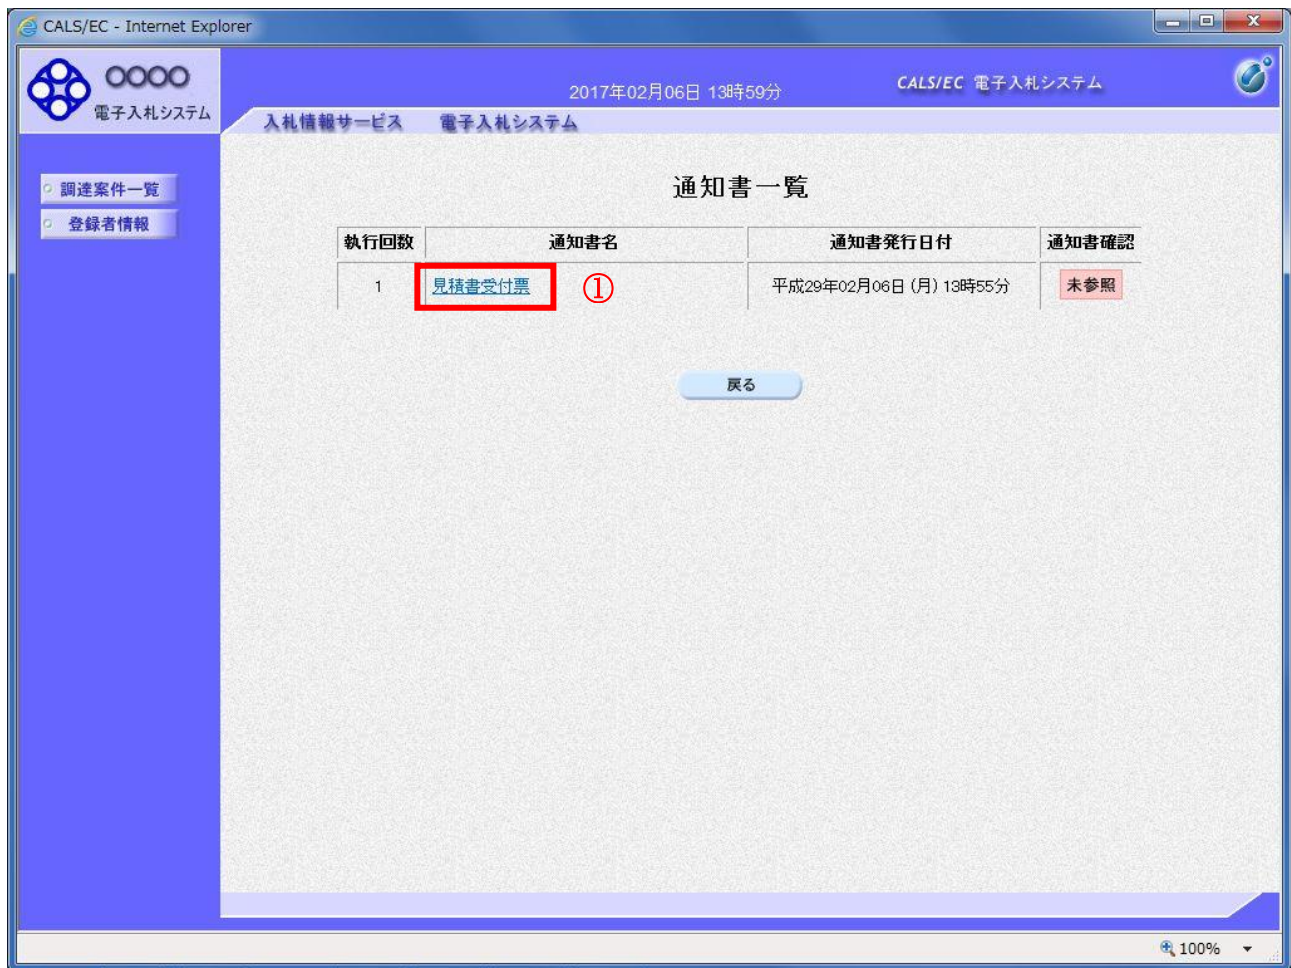 CALS/EC - Internet Explorer
○○○○
電子入札システム
2017年02月06日 13時59分
CALS/EC 電子入札システム
入札情報サービス 電子入札システム
調達案件一覧
登録者情報
通知書一覧
執行回数 通知書名 通知書発行日付 通知書確認
1 見積書受付票 ① 平成29年02月06日 (月) 13時55分 未参照
戻る
100%